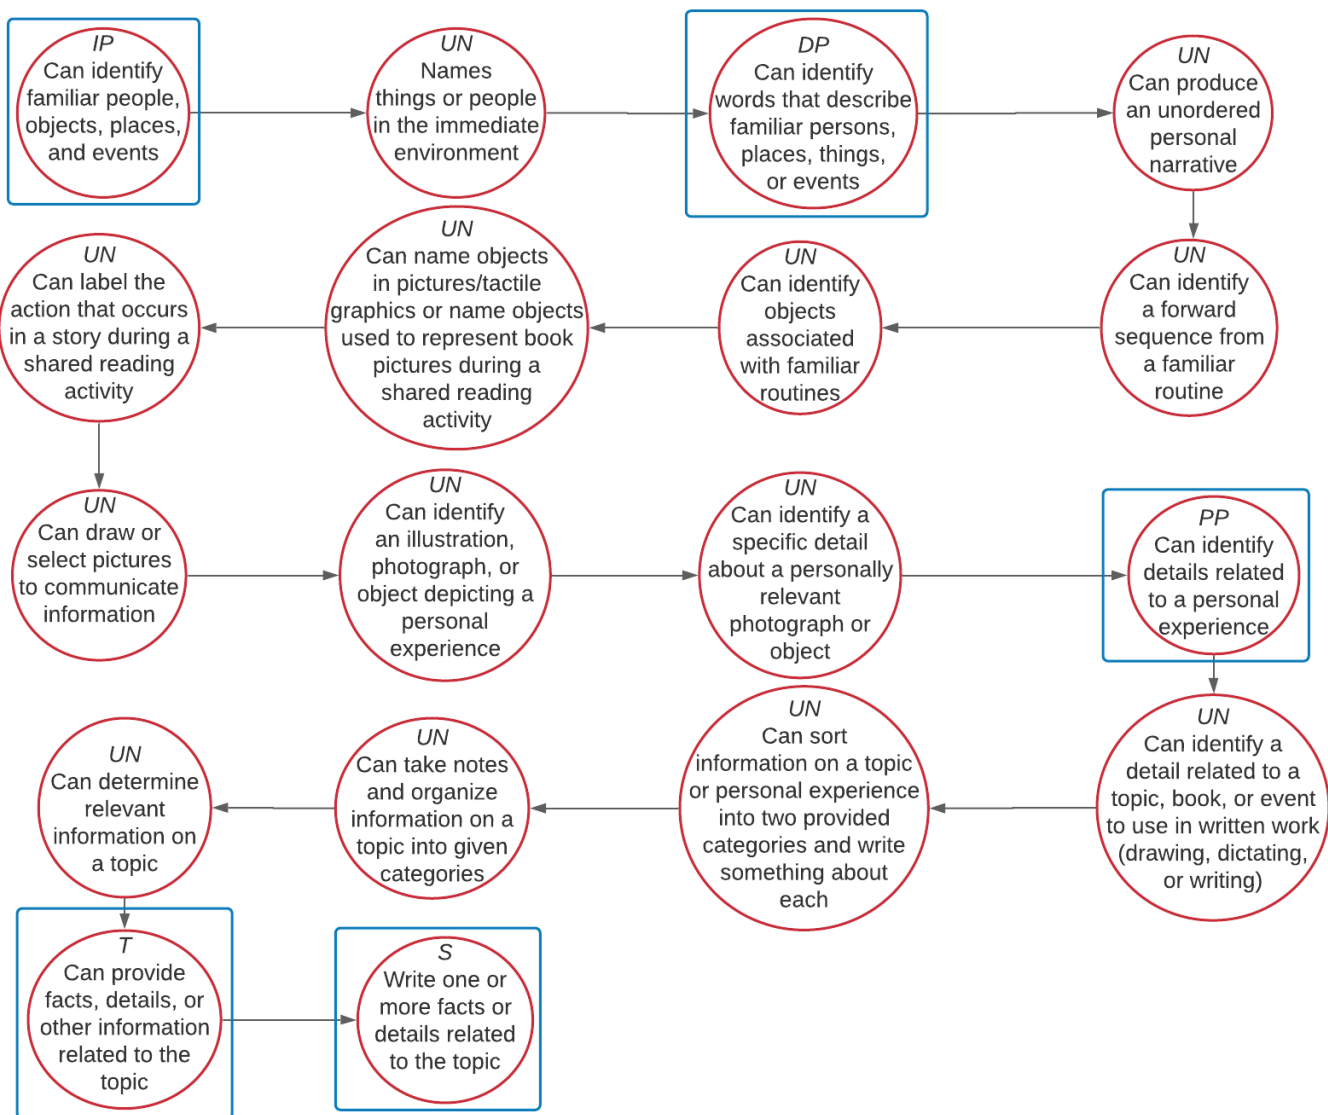 IP
Can identify
familiar people,
objects, places,
and events
UN
Names
things or people
in the immediate
environment
DP
Can identify
words that describe
familiar persons,
places, things,
or events
UN
Can produce
an unordered
personal
narrative
UN
Can identify
a forward
sequence from
a familiar
routine
UN
Can identify
objects
associated
with familiar
routines
UN
Can name objects
in pictures/tactile
graphics or name objects
used to represent book
pictures during a
shared reading
activity
UN
Can label the
action that occurs
in a story during a
shared reading
activity
UN
Can draw or
select pictures
to communicate
information
UN
Can identify
an illustration,
photograph, or
object depicting a
personal
experience
UN
Can identify a
specific detail
about a personally
relevant
photograph or
object
PP
Can identify
details related
to a personal
experience
UN
Can identify a
detail related to a
topic, book, or event
to use in written work
(drawing, dictating,
or writing)
UN
Can sort
information on a topic
or personal experience
into two provided
categories and write
something about
each
UN
Can take notes
and organize
information on a
topic into given
categories
UN
Can determine
relevant
information on
a topic
T
Can provide
facts, details, or
other information
related to the
topic
S
Write one or
more facts or
details related
to the topic